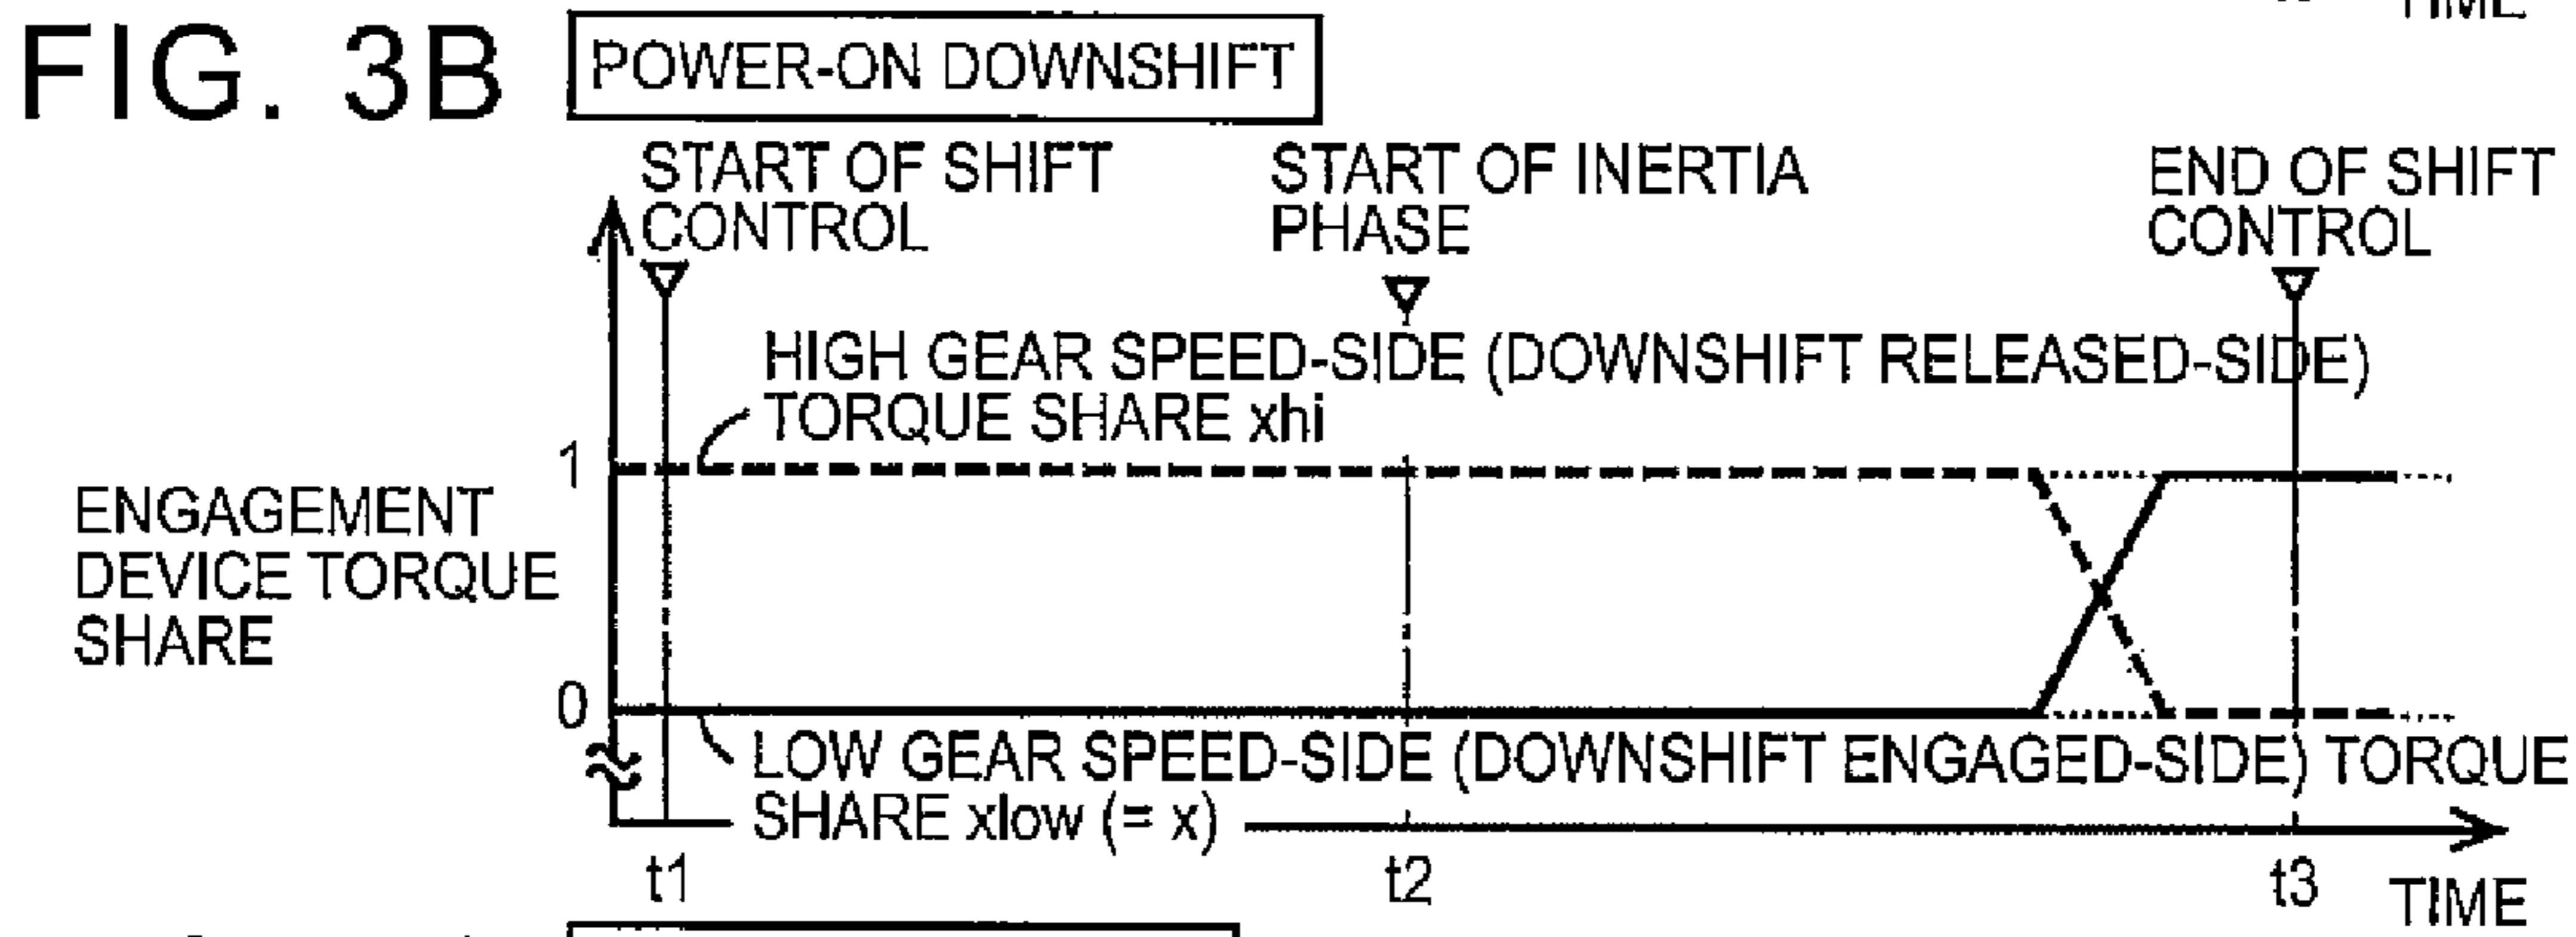 TIME
FIG. 3B
POWER-ON DOWNSHIFT
START OF SHIFT
CONTROL
START OF INERTIA
PHASE
END OF SHIFT
CONTROL
HIGH GEAR SPEED-SIDE (DOWNSHIFT RELEASED-SIDE)
TORQUE SHARE xhi
1
ENGAGEMENT
DEVICE TORQUE
SHARE
0
LOW GEAR SPEED-SIDE (DOWNSHIFT ENGAGED-SIDE) TORQUE
SHARE xlow (= x)
t1
t2
t3
TIME